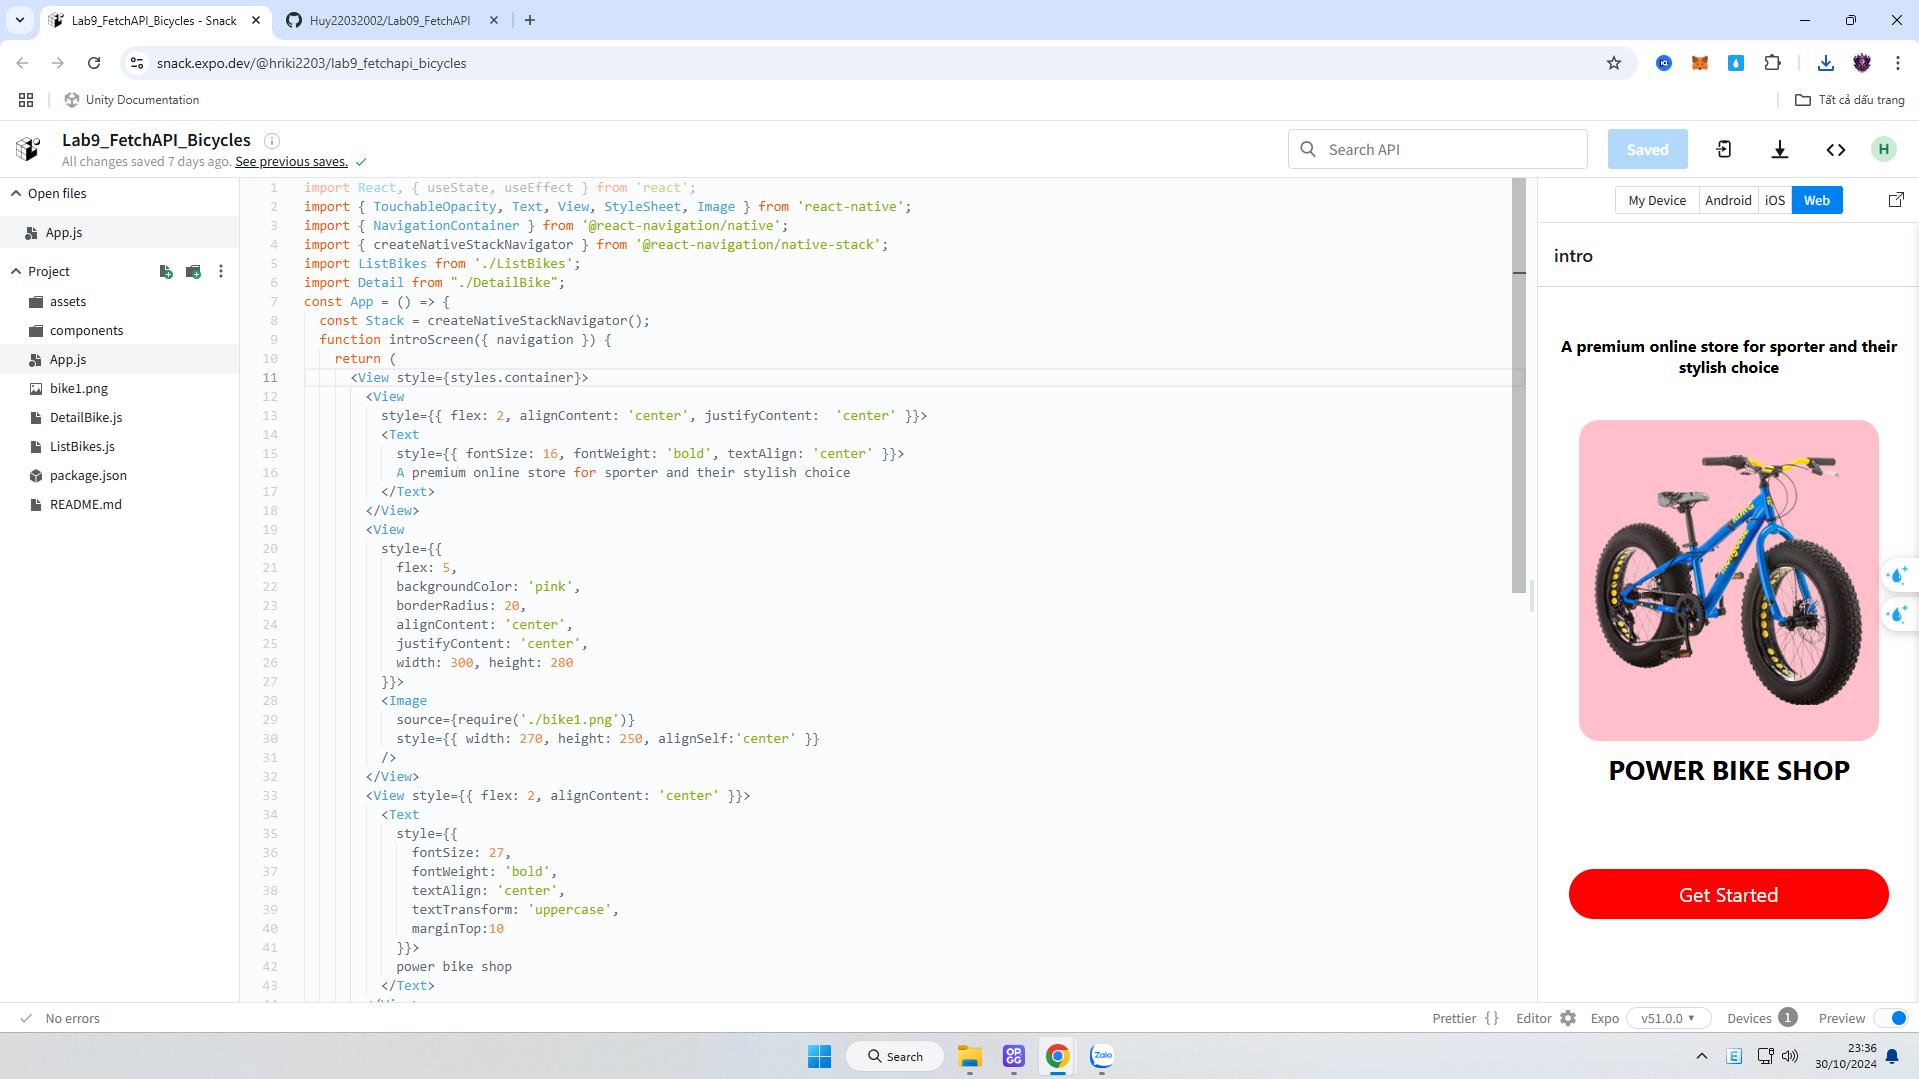 Lab9_FetchAPI_Bicycles - Snack
Huy22032002/Lab09_FetchAPI
snack.expo.dev/@hriki2203/lab9_fetchapi_bicycles
Unity Documentation
Tất cả dấu trang
Lab9_FetchAPI_Bicycles
All changes saved 7 days ago. See previous saves.
Search API
Saved
H
Open files
App.js
Project
assets
components
App.js
bike1.png
DetailBike.js
ListBikes.js
package.json
README.md
1 import React, { useState, useEffect } from 'react';
2 import { TouchableOpacity, Text, View, StyleSheet, Image } from 'react-native';
3 import { NavigationContainer } from '@react-navigation/native';
4 import { createNativeStackNavigator } from '@react-navigation/native-stack';
5 import ListBikes from './ListBikes';
6 import Detail from "./DetailBike";
7 const App = () => {
8 const Stack = createNativeStackNavigator();
9 function introScreen({ navigation }) {
10 return (
11 <View style={styles.container}>
12 <View
13 style={{ flex: 2, alignContent: 'center', justifyContent:  'center' }}>
14 <Text
15 style={{ fontSize: 16, fontWeight: 'bold', textAlign: 'center' }}>
16 A premium online store for sporter and their stylish choice
17 </Text>
18 </View>
19 <View
20 style={{
21 flex: 5,
22 backgroundColor: 'pink',
23 borderRadius: 20,
24 alignContent: 'center',
25 justifyContent: 'center',
26 width: 300, height: 280
27 }}>
28 <Image
29 source={require('./bike1.png')}
30 style={{ width: 270, height: 250, alignSelf:'center' }}
31 />
32 </View>
33 <View style={{ flex: 2, alignContent: 'center' }}>
34 <Text
35 style={{
36 fontSize: 27,
37 fontWeight: 'bold',
38 textAlign: 'center',
39 textTransform: 'uppercase',
40 marginTop:10
41 }}>
42 power bike shop
43 </Text>
My Device
Android
iOS
Web
intro
A premium online store for sporter and their
stylish choice
POWER BIKE SHOP
Get Started
No errors
Prettier { }
Editor
Expo
v51.0.0
Devices 1
Preview
Search
OP.GG
Zalo
E
23:36
30/10/2024